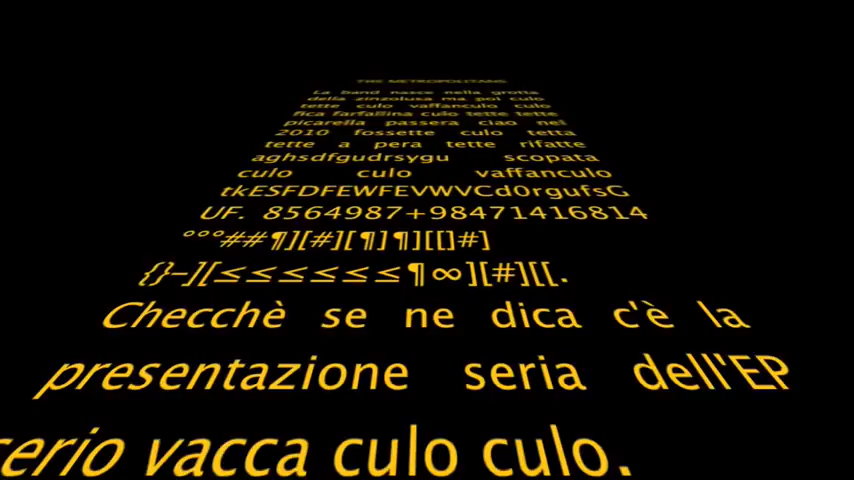 THE METROPOLITANS
La band nasce nella grotta
della zinzolusa ma poi culo
tette culo vaffanculo culo
fica farfallina culo tette tette
picarella passera ciao nel
2010 fossette culo tetta
tette a pera tette rifatte
aghsdfgudrsygu scopata
culo culo vaffanculo
tkESFDFEWFEVWVCd0rgufsG
UF. 8564987+98471416814
°°°##¶][#][¶]¶][[]#]
{}–][≤≤≤≤≤≤¶∞][#][[.
Checchè se ne dica c'è la
presentazione seria dell'EP
cerio vacca culo culo.